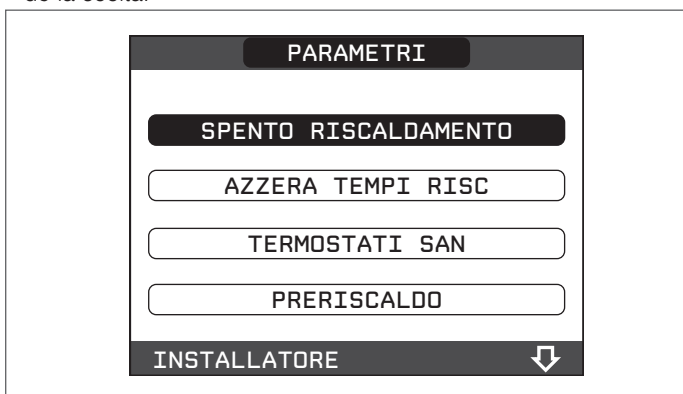 PARAMETRI
SPENTO RISCALDAMENTO
AZZERA TEMPI RISC
TERMOSTATI SAN
PRERISCALDO
INSTALLATORE